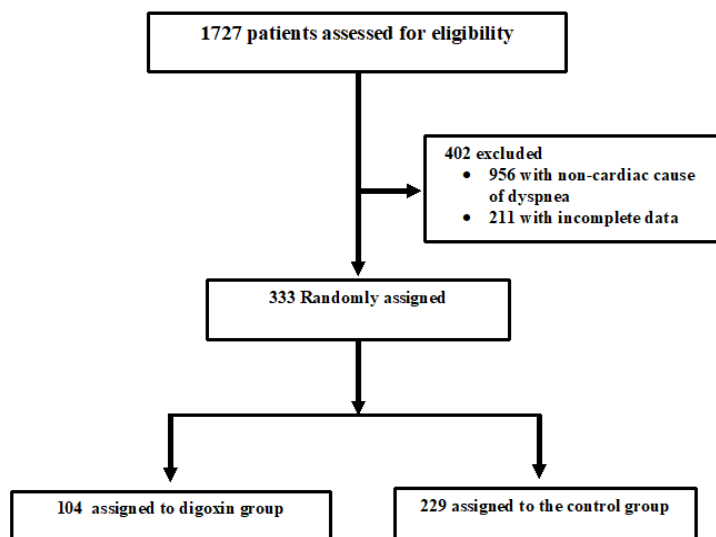 1727 patients assessed for eligibility
402 excluded
• 956 with non-cardiac cause
of dyspnea
• 211 with incomplete data
333 Randomly assigned
104 assigned to digoxin group
229 assigned to the control group